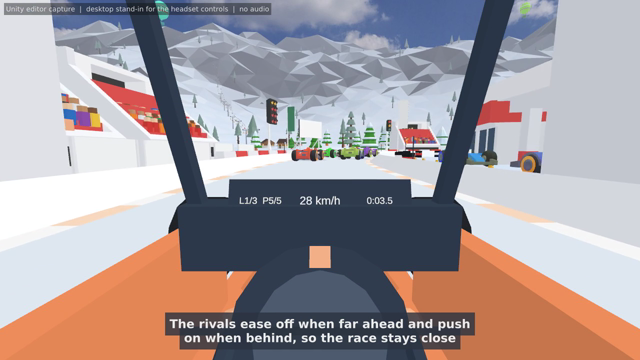 Unity editor capture | desktop stand-in for the headset controls | no audio
L1/3 P5/5 28 km/h 0:03.5
The rivals ease off when far ahead and push
on when behind, so the race stays close